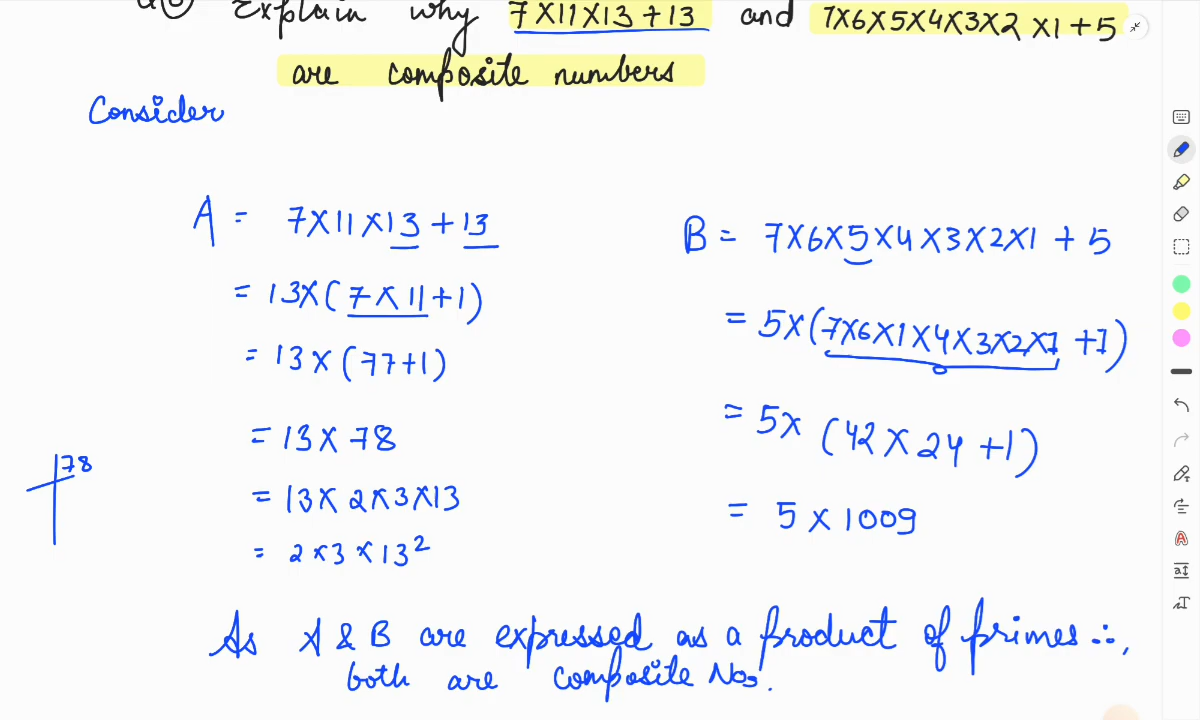 Explain why 7×11×13+13 and 7×6×5×4×3×2×1+5
are composite numbers
Consider
A = 7×11×13+13
= 13×(7×11+1)
= 13×(77+1)
= 13×78
78
= 13×2×3×13
= 2×3×13²
B = 7×6×5×4×3×2×1+5
= 5×(7×6×1×4×3×2×1+1)
= 5×(42×24+1)
= 5×1009
As A & B are expressed as a product of primes ∴,
both are composite Nos.